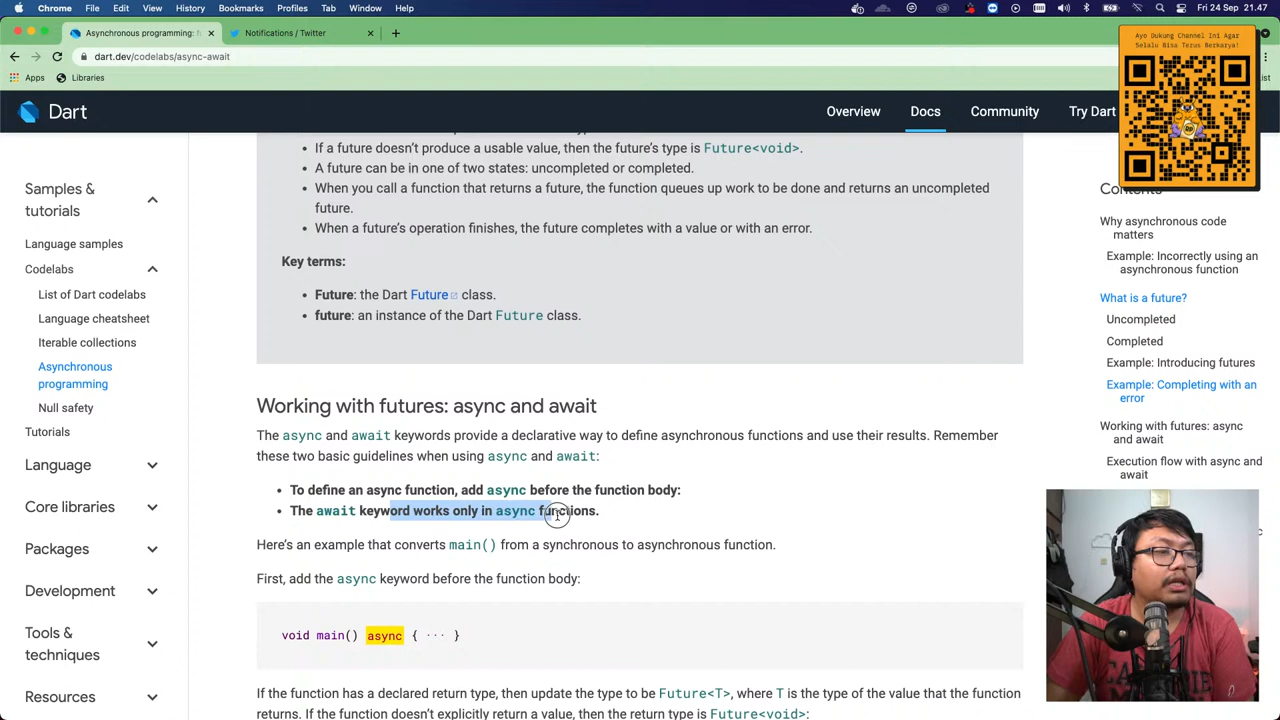 Chrome File Edit View History Bookmarks Profiles Tab Window Help
Fri 24 Sep 21.47
Asynchronous programming: f
Notifications / Twitter
dart.dev/codelabs/async-await
Apps
Libraries
Ayo Dukung Channel Ini Agar
Selalu Bisa Terus Berkarya!
Dart
Overview
Docs
Community
Try Dart
Samples &
tutorials
Language samples
Codelabs
List of Dart codelabs
Language cheatsheet
Iterable collections
Asynchronous
programming
Null safety
Tutorials
Language
Core libraries
Packages
Development
Tools &
techniques
Resources
If a future doesn't produce a usable value, then the future's type is Future<void>.
A future can be in one of two states: uncompleted or completed.
When you call a function that returns a future, the function queues up work to be done and returns an uncompleted
future.
When a future's operation finishes, the future completes with a value or with an error.
Key terms:
Future: the Dart Future class.
future: an instance of the Dart Future class.
Working with futures: async and await
The async and await keywords provide a declarative way to define asynchronous functions and use their results. Remember
these two basic guidelines when using async and await:
To define an async function, add async before the function body:
The await keyword works only in async functions.
Here's an example that converts main() from a synchronous to asynchronous function.
First, add the async keyword before the function body:
void main() async { ··· }
If the function has a declared return type, then update the type to be Future<T>, where T is the type of the value that the function
returns. If the function doesn't explicitly return a value, then the return type is Future<void>:
Contents
Why asynchronous code
matters
Example: Incorrectly using an
asynchronous function
What is a future?
Uncompleted
Completed
Example: Introducing futures
Example: Completing with an
error
Working with futures: async
and await
Execution flow with async and
await